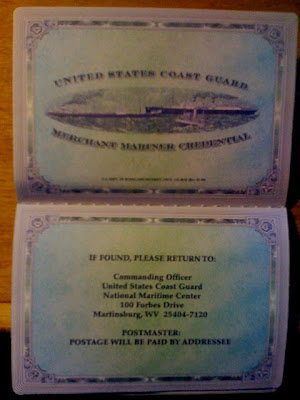 UNITED STATES COAST GUARD
MERCHANT MARINER CREDENTIAL
IF FOUND, PLEASE RETURN TO:
Commanding Officer
United States Coast Guard
National Maritime Center
100 Forbes Drive
Martinsburg, WV 25404-7120
POSTMASTER:
POSTAGE WILL BE PAID BY ADDRESSEE